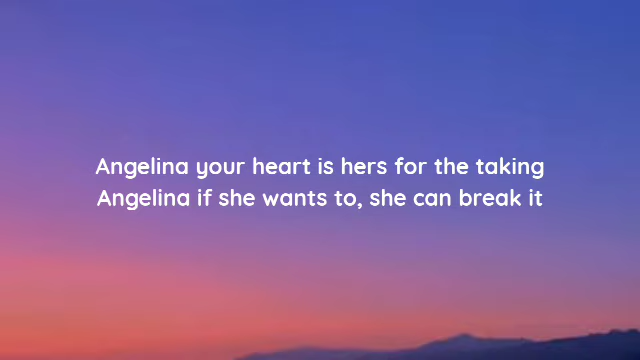 Angelina your heart is hers for the taking
Angelina if she wants to, she can break it